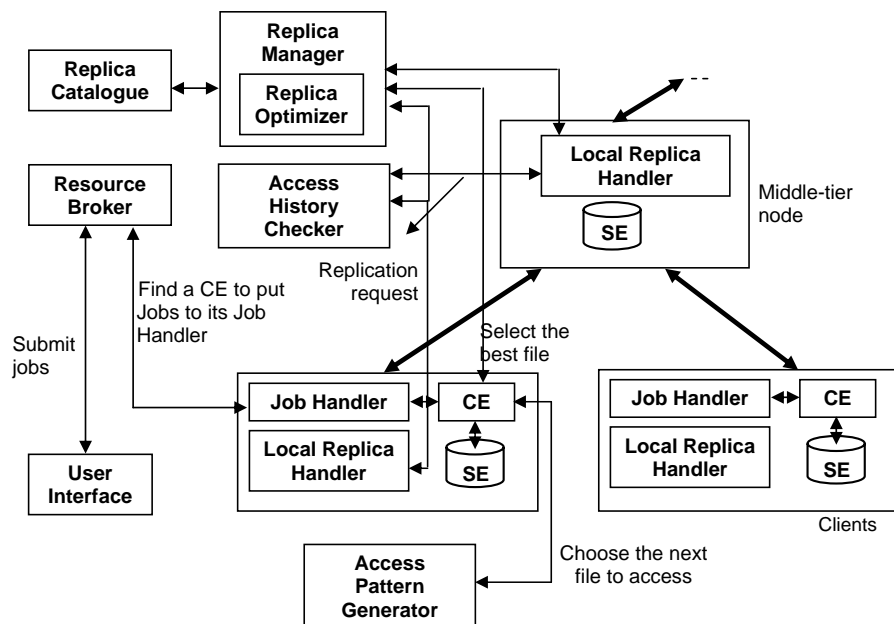 Replica
Manager
Replica
Optimizer
Replica
Catalogue
Local Replica
Handler
SE
Middle-tier
node
Resource
Broker
Access
History
Checker
Replication
request
Find a CE to put
Jobs to its Job
Handler
Submit
jobs
Select the
best file
Job Handler
CE
Local Replica
Handler
SE
Job Handler
CE
Local Replica
Handler
SE
Clients
User
Interface
Access
Pattern
Generator
Choose the next
file to access